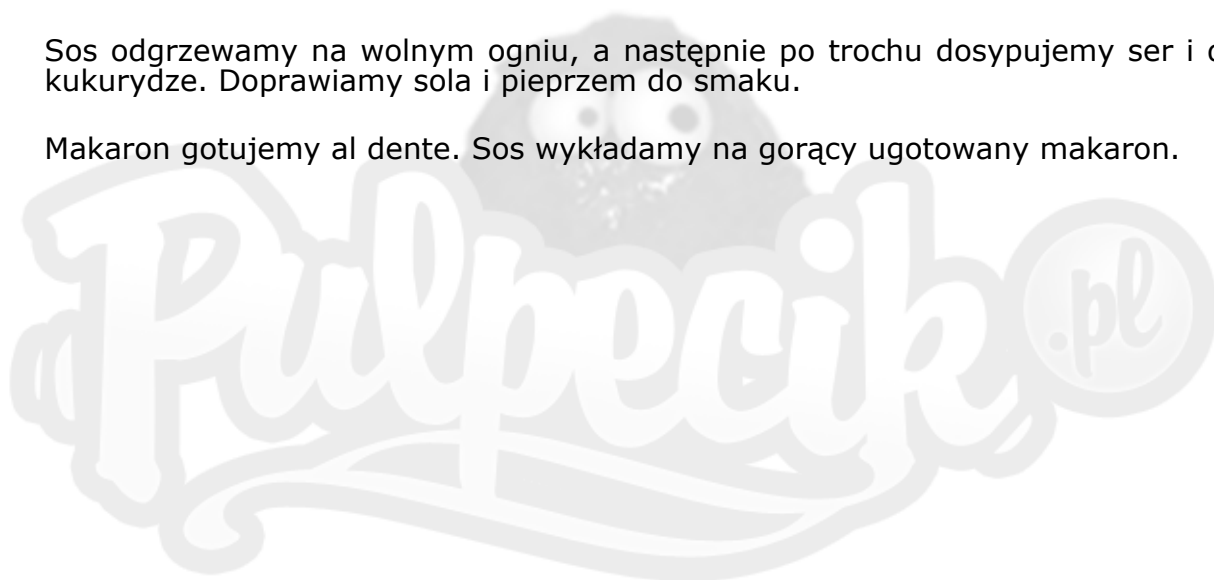 Sos odgrzewamy na wolnym ogniu, a następnie po trochu dosypujemy ser i
kukurydze. Doprawiamy sola i pieprzem do smaku.
Makaron gotujemy al dente. Sos wykładamy na gorący ugotowany makaron.
Pulpecik.pl